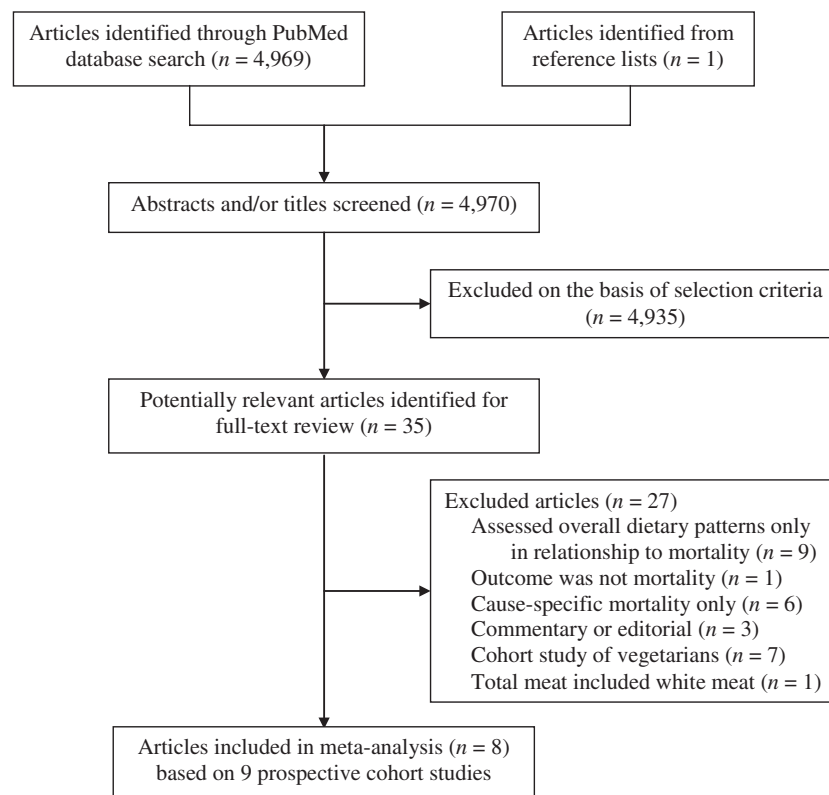 Articles identified through PubMed
database search (n = 4,969)
Articles identified from
reference lists (n = 1)
Abstracts and/or titles screened (n = 4,970)
Excluded on the basis of selection criteria
(n = 4,935)
Potentially relevant articles identified for
full-text review (n = 35)
Excluded articles (n = 27)
Assessed overall dietary patterns only
in relationship to mortality (n = 9)
Outcome was not mortality (n = 1)
Cause-specific mortality only (n = 6)
Commentary or editorial (n = 3)
Cohort study of vegetarians (n = 7)
Total meat included white meat (n = 1)
Articles included in meta-analysis (n = 8)
based on 9 prospective cohort studies